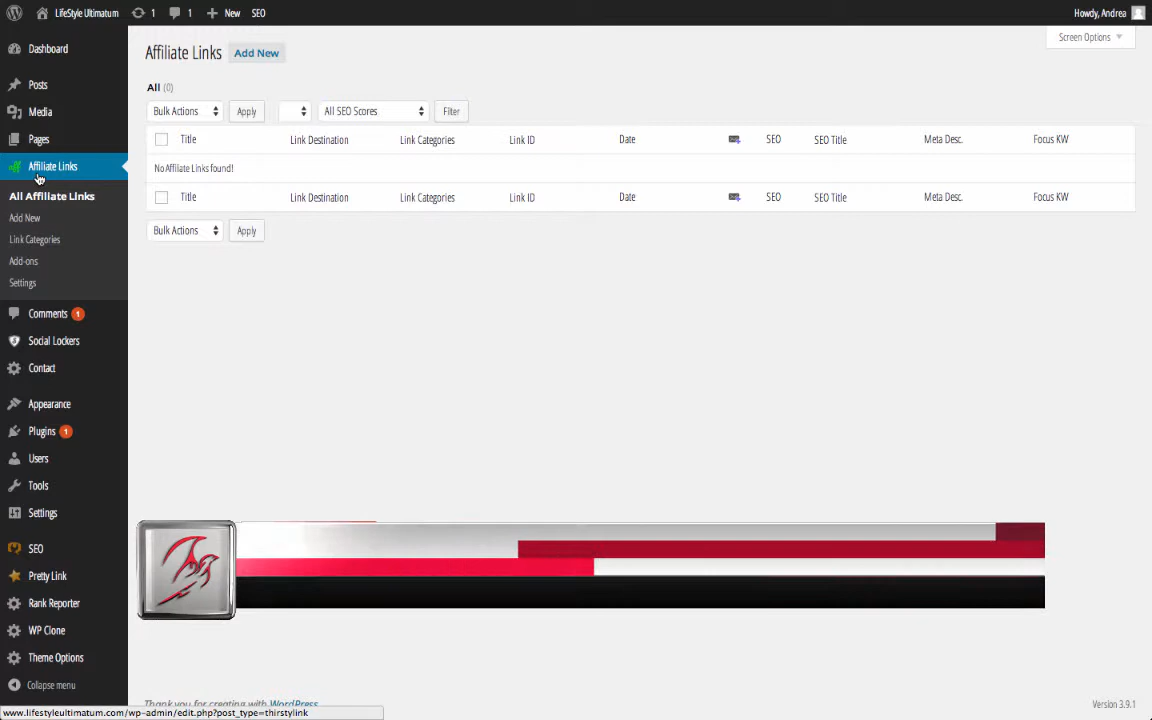 LifeStyle Ultimatum 1 1 New SEO Howdy, Andrea
Screen Options
Dashboard
Posts
Media
Pages
Affiliate Links
All Affiliate Links
Add New
Link Categories
Add-ons
Settings
Comments 1
Social Lockers
Contact
Appearance
Plugins 1
Users
Tools
Settings
SEO
Pretty Link
Rank Reporter
WP Clone
Theme Options
Collapse menu
Affiliate Links Add New
All (0)
Bulk Actions Apply All SEO Scores Filter
Title Link Destination Link Categories Link ID Date SEO SEO Title Meta Desc. Focus KW
No Affiliate Links found!
Title Link Destination Link Categories Link ID Date SEO SEO Title Meta Desc. Focus KW
Bulk Actions Apply
Thank you for creating with WordPress
Version 3.9.1
www.lifestyleultimatum.com/wp-admin/edit.php?post_type=thirstylink